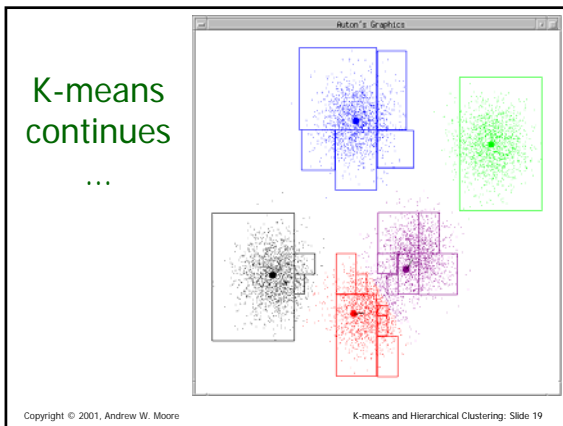 Auton's Graphics
K-means
continues
...
Copyright © 2001, Andrew W. Moore
K-means and Hierarchical Clustering: Slide 19